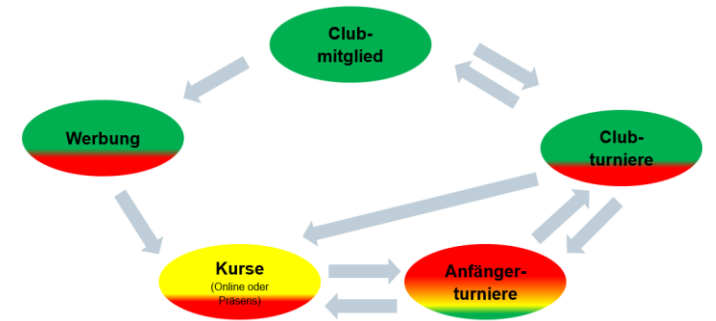 Club-
mitglied
Werbung
Club-
turniere
Kurse
(Online oder
Präsens)
Anfänger-
turniere